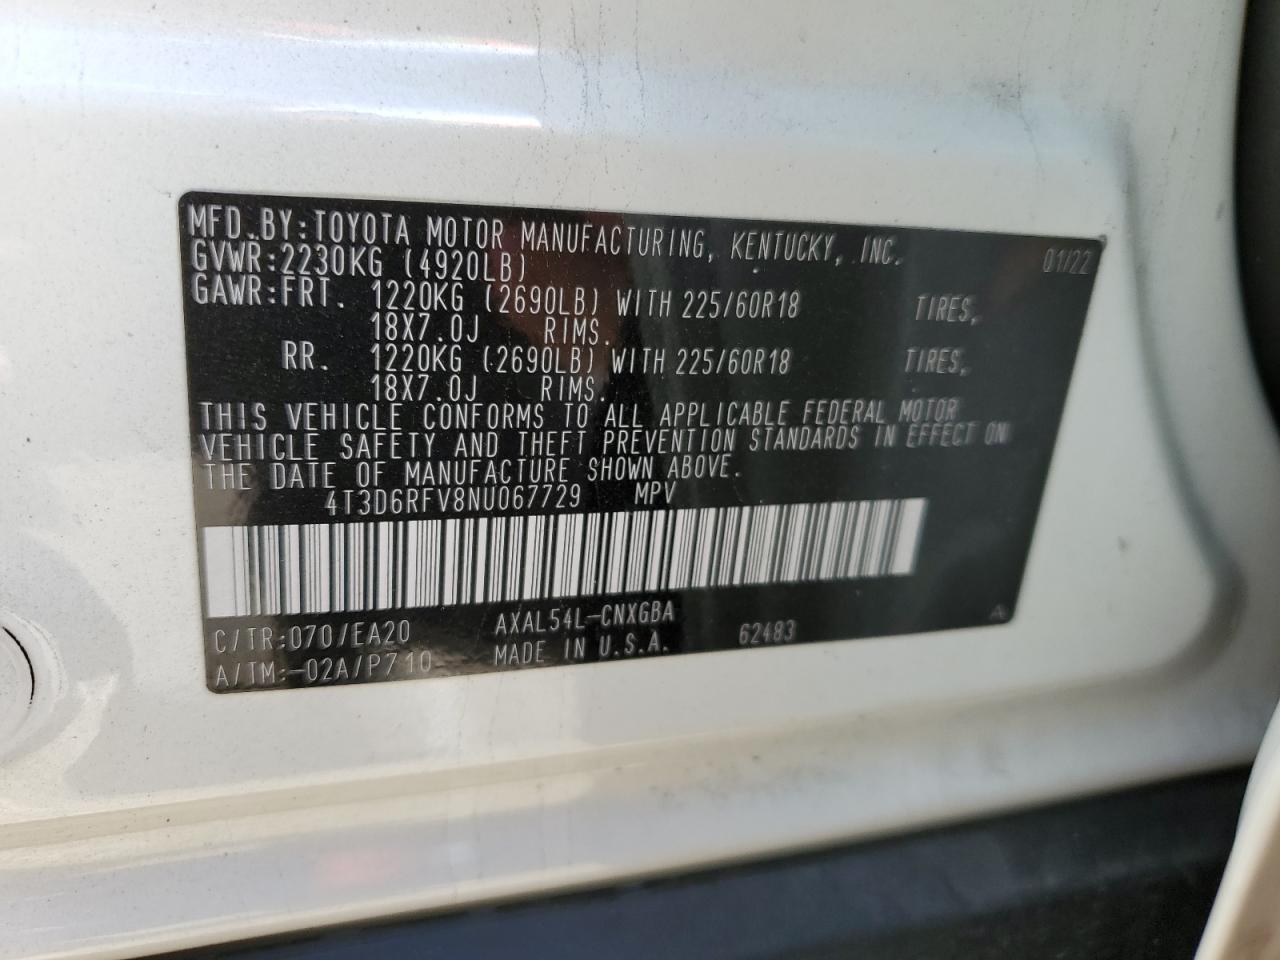 MFD.BY:TOYOTA MOTOR MANUFACTURING, KENTUCKY, INC. 01/22
GVWR:2230KG (4920LB)
GAWR:FRT. 1220KG (2690LB) WITH 225/60R18 TIRES,
18X7.0J RIMS.
RR. 1220KG (2690LB) WITH 225/60R18 TIRES,
18X7.0J RIMS.
THIS VEHICLE CONFORMS TO ALL APPLICABLE FEDERAL MOTOR
VEHICLE SAFETY AND THEFT PREVENTION STANDARDS IN EFFECT ON
THE DATE OF MANUFACTURE SHOWN ABOVE.
4T3D6RFV8NU067729 MPV
C/TR:070/EA20 AXAL54L-CNXGBA 62483
A/TM:-02A/P710 MADE IN U.S.A.
A